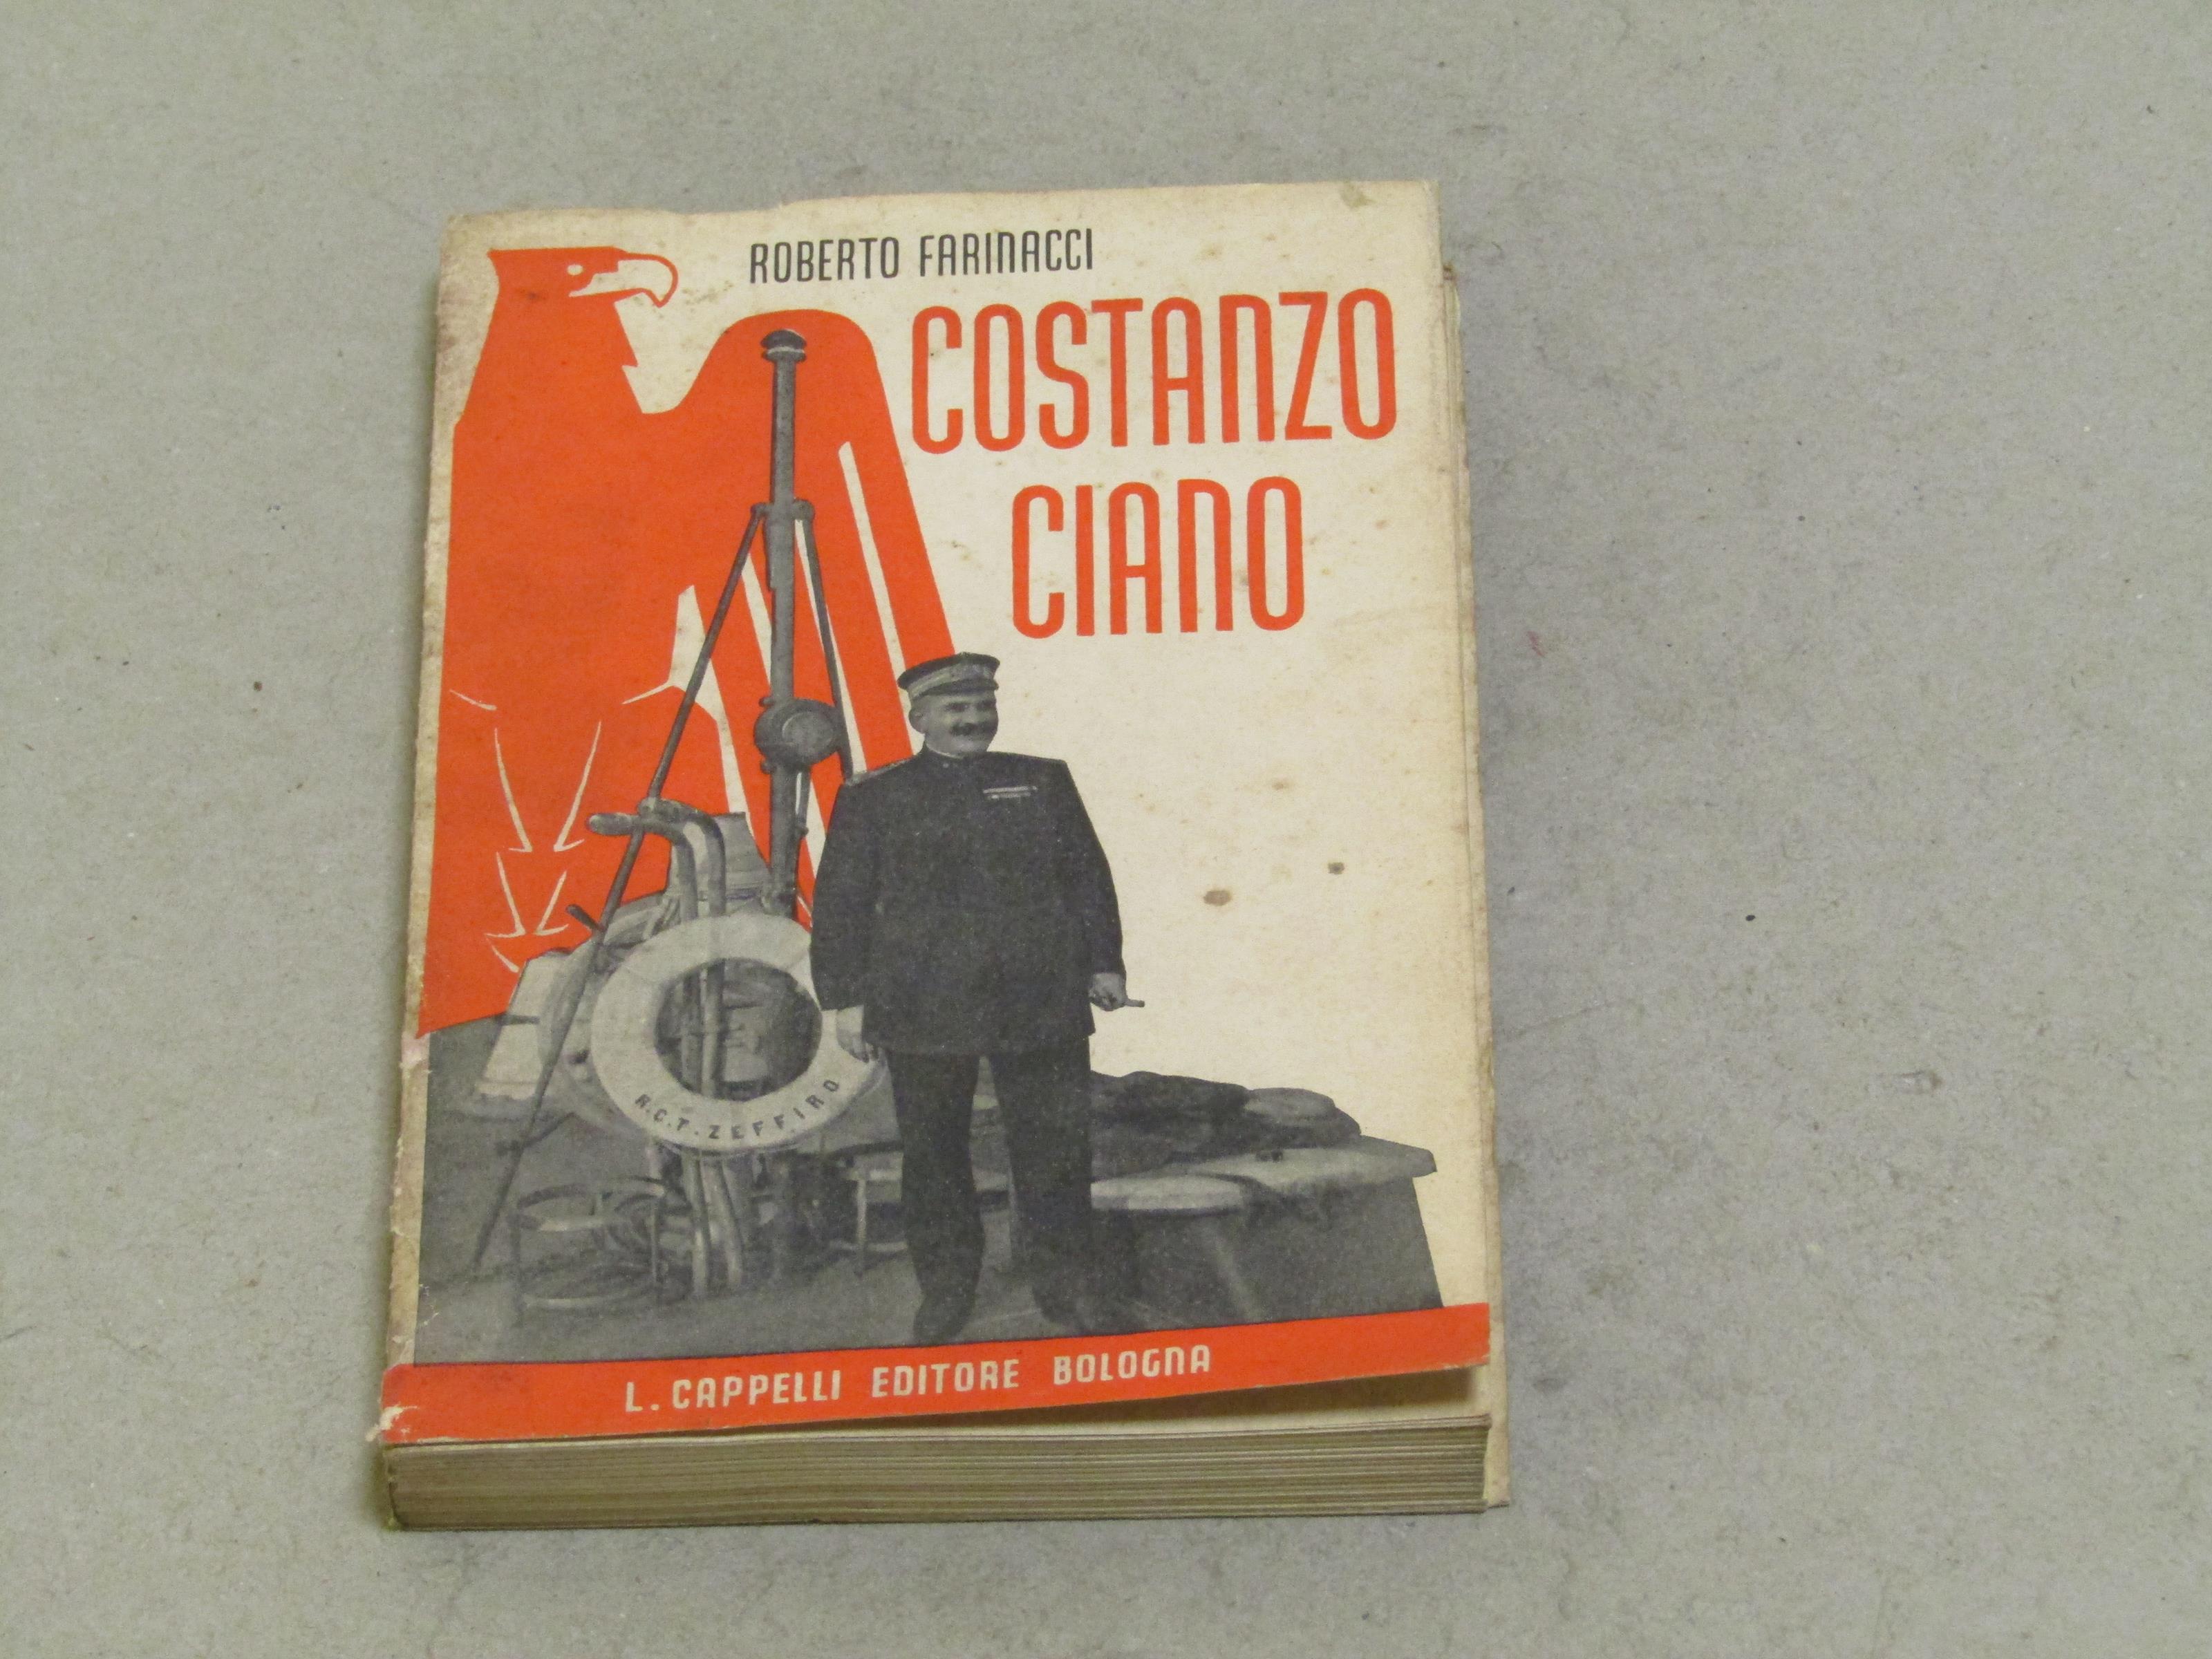 ROBERTO FARINACCI
COSTANZO
CIANO
R.C.T. ZEFFIRO
L. CAPPELLI EDITORE BOLOGNA